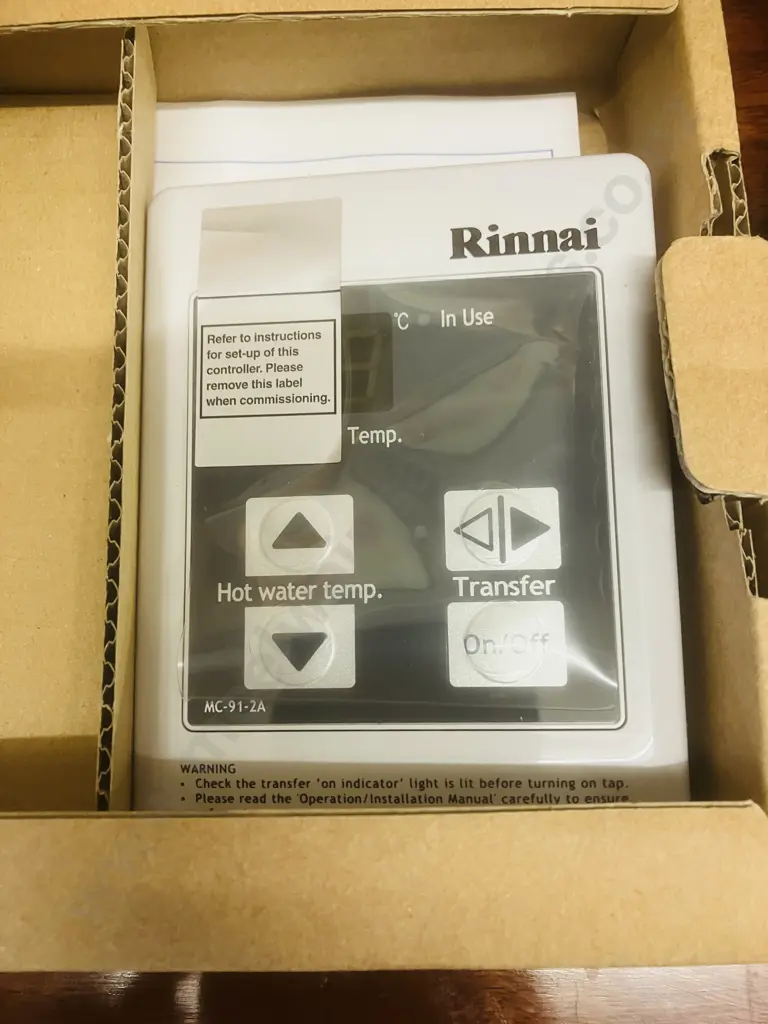 Rinnai
Refer to instructions
for set-up of this
controller. Please
remove this label
when commissioning.
°C In Use
Temp.
Hot water temp.
Transfer
On/Off
MC-91-2A
WARNING
• Check the transfer 'on indicator' light is lit before turning on tap.
• Please read the 'Operation/Installation Manual' carefully to ensure